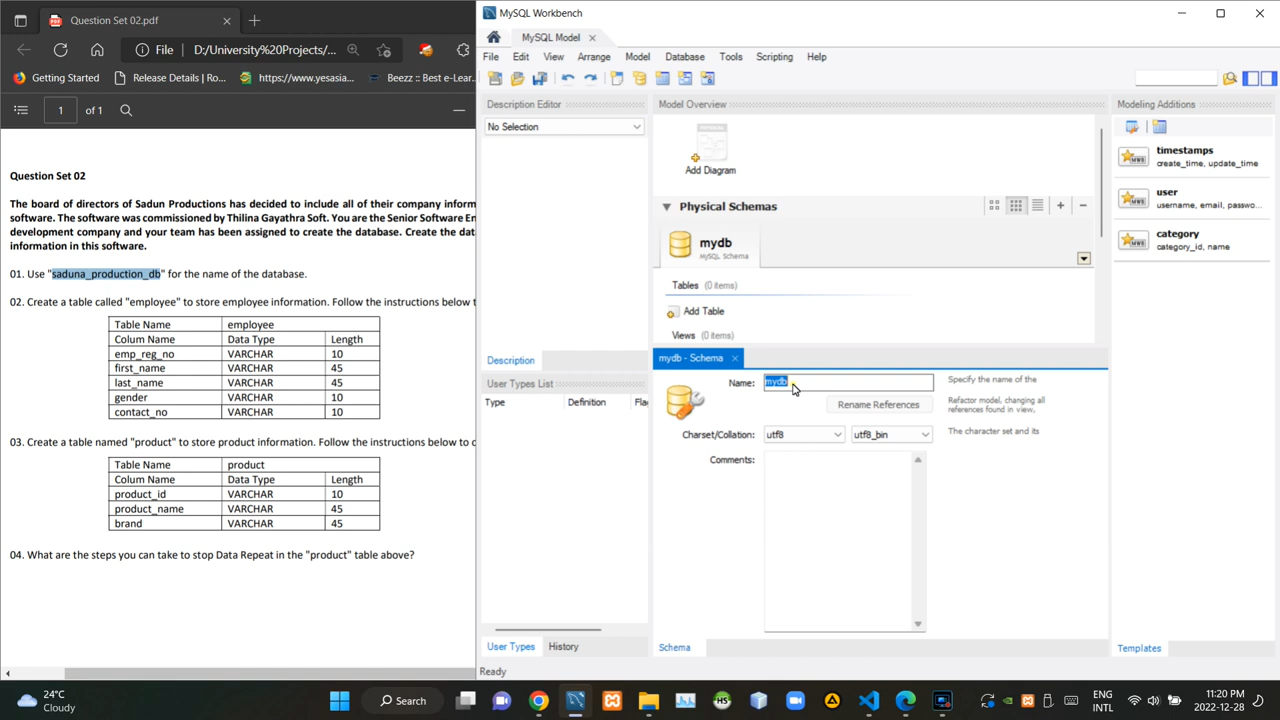 Question Set 02.pdf
File
D:/University%20Projects/...
Getting Started
Release Details | Ro...
https://www.yesasia...
Beezz :: Best e-Lear...
1
of 1
Question Set 02
The board of directors of Sadun Productions has decided to include all of their company inform
software. The software was commissioned by Thilina Gayathra Soft. You are the Senior Software En
development company and your team has been assigned to create the database. Create the dat
information in this software.
01. Use "saduna_production_db" for the name of the database.
02. Create a table called "employee" to store employee information. Follow the instructions below t
Table Name employee
Colum Name Data Type Length
emp_reg_no VARCHAR 10
first_name VARCHAR 45
last_name VARCHAR 45
gender VARCHAR 10
contact_no VARCHAR 10
03. Create a table named "product" to store product information. Follow the instructions below to c
Table Name product
Colum Name Data Type Length
product_id VARCHAR 10
product_name VARCHAR 45
brand VARCHAR 45
04. What are the steps you can take to stop Data Repeat in the "product" table above?
MySQL Workbench
MySQL Model
File Edit View Arrange Model Database Tools Scripting Help
Description Editor
No Selection
Description
User Types List
Type Definition Flag
User Types History
Model Overview
Add Diagram
Physical Schemas
mydb
MySQL Schema
Tables (0 items)
Add Table
Views (0 items)
mydb - Schema
Name: mydb
Specify the name of the
Rename References
Refactor model, changing all
references found in view,
Charset/Collation: utf8 utf8_bin
The character set and its
Comments:
Schema
Modeling Additions
timestamps
create_time, update_time
user
username, email, passwo...
category
category_id, name
Templates
Ready
24°C
Cloudy
Search
ENG
INTL
11:20 PM
2022-12-28